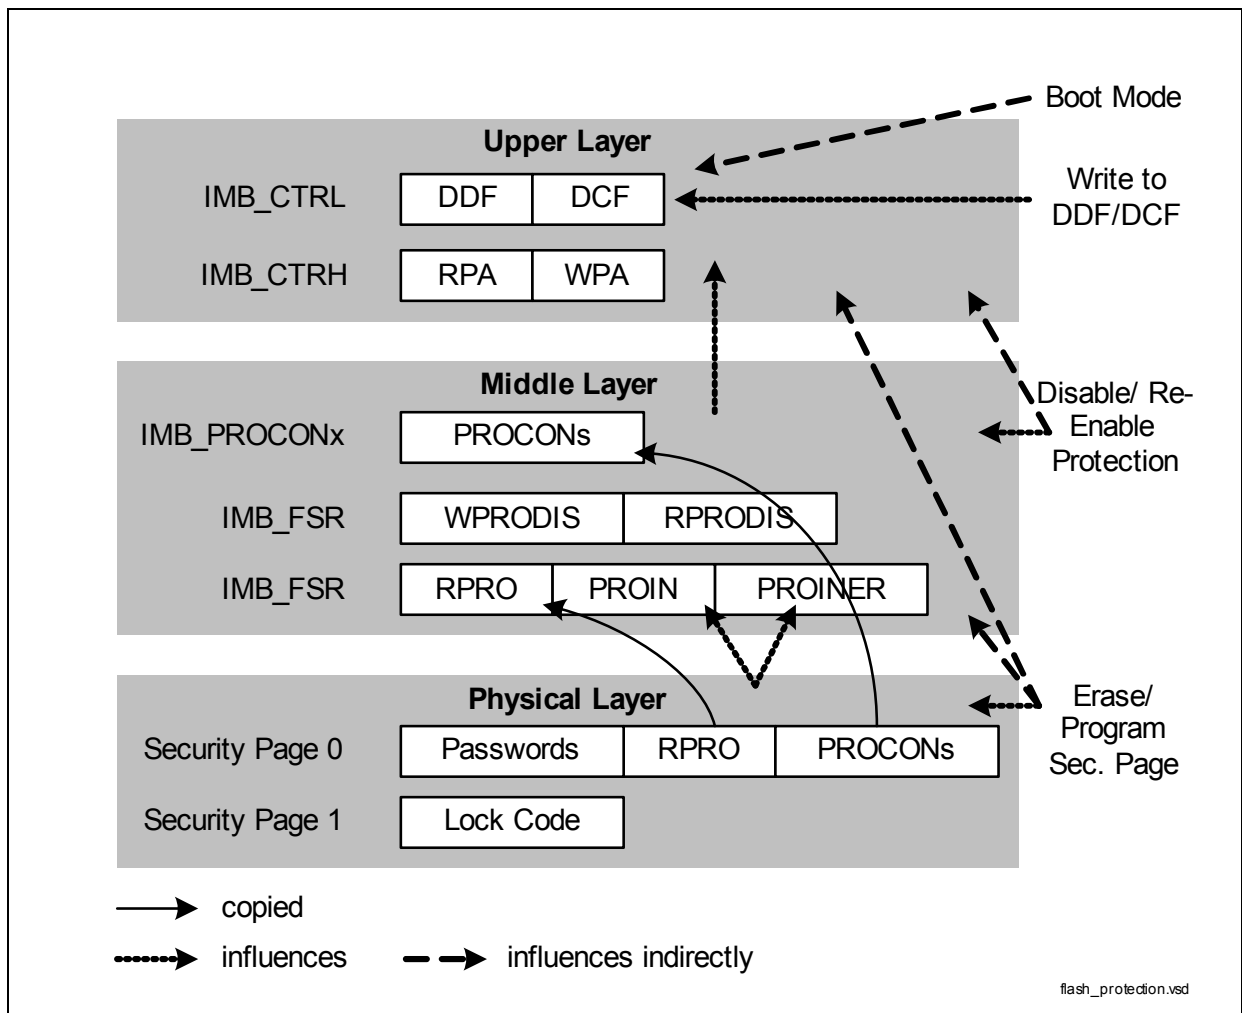 Boot Mode
Upper Layer
IMB_CTRL DDF DCF
Write to
DDF/DCF
IMB_CTRH RPA WPA
Middle Layer
Disable/ Re-
Enable
Protection
IMB_PROCONx PROCONs
IMB_FSR WPRODIS RPRODIS
IMB_FSR RPRO PROIN PROINER
Physical Layer
Erase/
Program
Sec. Page
Security Page 0 Passwords RPRO PROCONs
Security Page 1 Lock Code
copied
influences influences indirectly
flash_protection.vsd